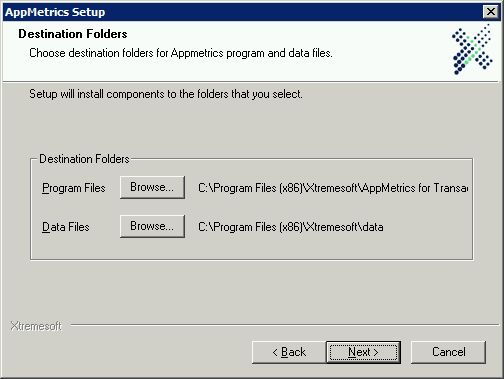 AppMetrics Setup
Destination Folders
Choose destination folders for Appmetrics program and data files.
Setup will install components to the folders that you select.
Destination Folders
Program Files Browse... C:\Program Files (x86)\Xtremesoft\AppMetrics for Transac
Data Files Browse... C:\Program Files (x86)\Xtremesoft\data
Xtremesoft
< Back Next > Cancel